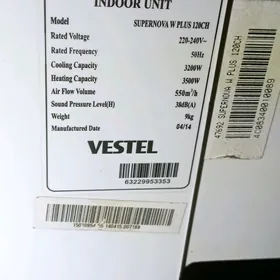 INDOOR UNIT
Model SUPERNOVA W PLUS 120CH
Rated Voltage 220-240V~
Rated Frequency 50Hz
Cooling Capacity 3200W
Heating Capacity 3500W
Air Flow Volume 550m³/h
Sound Pressure Level(H) 38dB(A)
Weight 9kg
Manufactured Date 04/14
VESTEL
63229953353
47692 SUPERNOVA W PLUS 120CH
4C08340010089